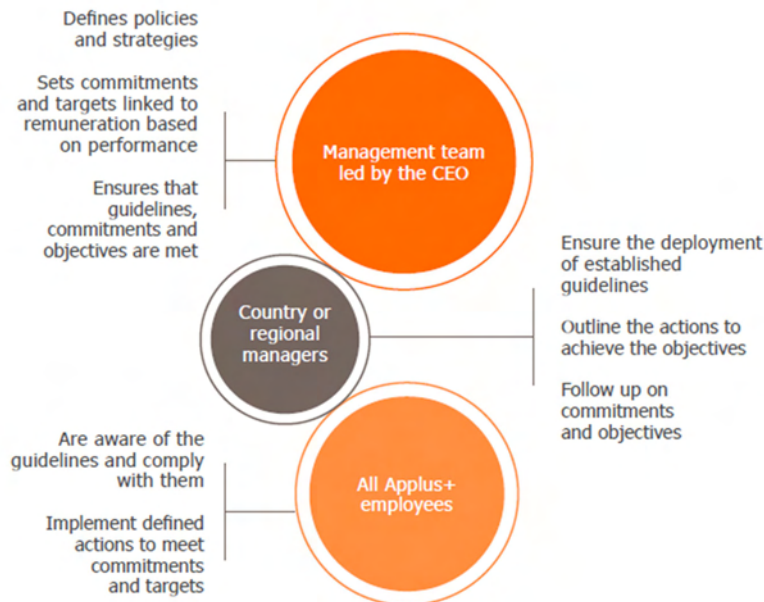 Defines policies
and strategies
Sets commitments
and targets linked to
remuneration based
on performance
Ensures that
guidelines,
commitments and
objectives are met
Management team
led by the CEO
Country or
regional
managers
Ensure the deployment
of established
guidelines
Outline the actions to
achieve the objectives
Follow up on
commitments
and objectives
Are aware of the
guidelines and comply
with them
Implement defined
actions to meet
commitments
and targets
All Applus+
employees